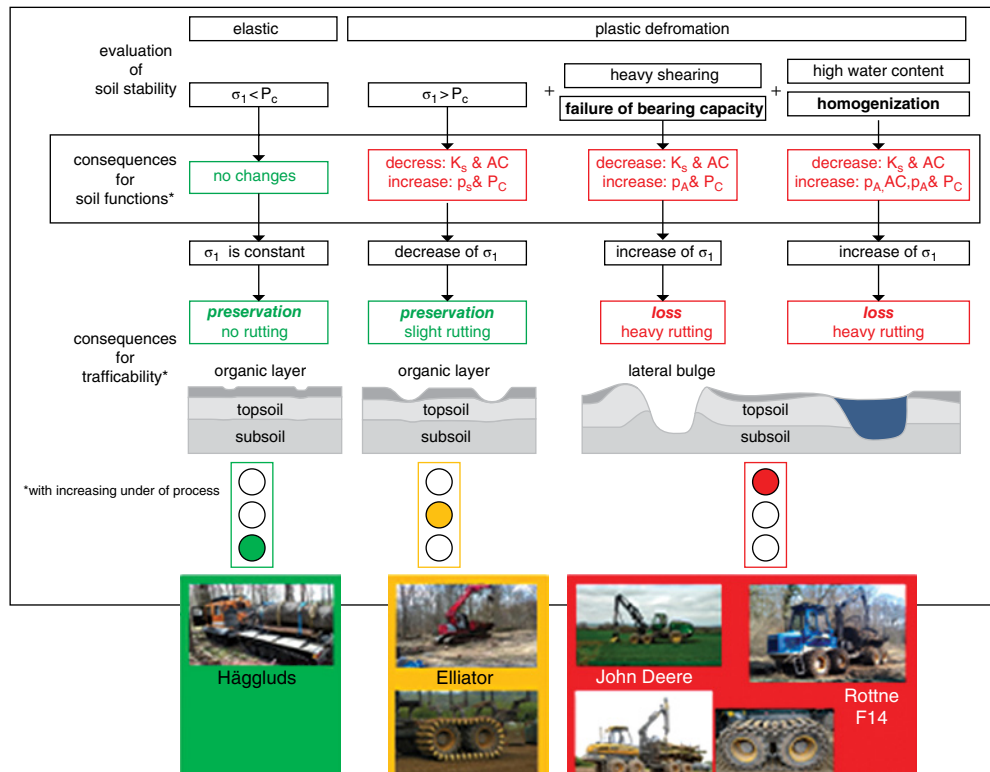 elastic
plastic defromation
evaluation
of
soil stability
σ₁ < Pc
σ₁ > Pc
+
heavy shearing
failure of bearing capacity
+
high water content
homogenization
consequences
for
soil functions*
no changes
decress: Ks & AC
increase: ps & PC
decrease: Ks & AC
increase: pA & PC
decrease: Ks & AC
increase: pA, AC, pA & PC
σ₁ is constant
decrease of σ₁
increase of σ₁
increase of σ₁
consequences
for
trafficability*
preservation
no rutting
preservation
slight rutting
loss
heavy rutting
loss
heavy rutting
organic layer
topsoil
subsoil
organic layer
topsoil
subsoil
lateral bulge
topsoil
subsoil
*with increasing under of process
Häggluds
Elliator
John Deere
Rottne
F14